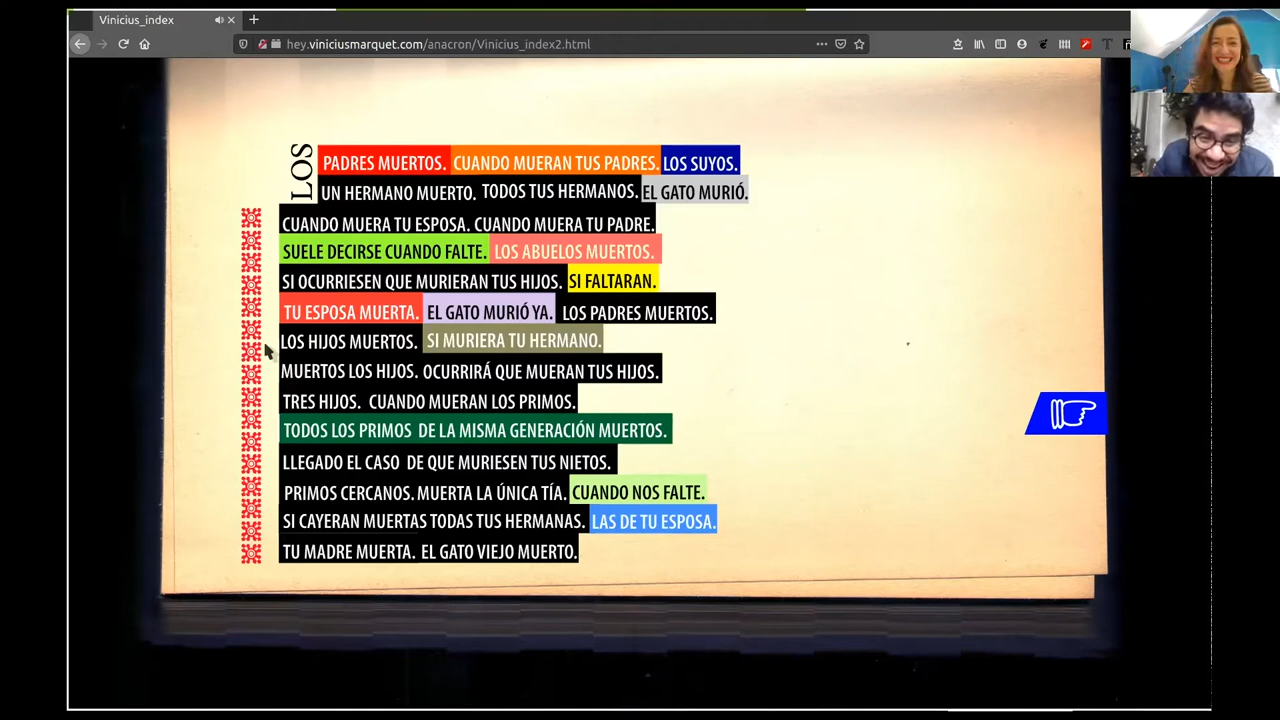 Vinicius_index
hey.viniciusmarquet.com/anacron/Vinicius_index2.html
LOS
PADRES MUERTOS. CUANDO MUERAN TUS PADRES. LOS SUYOS.
UN HERMANO MUERTO. TODOS TUS HERMANOS. EL GATO MURIÓ.
CUANDO MUERA TU ESPOSA. CUANDO MUERA TU PADRE.
SUELE DECIRSE CUANDO FALTE. LOS ABUELOS MUERTOS.
SI OCURRIESEN QUE MURIERAN TUS HIJOS. SI FALTARAN.
TU ESPOSA MUERTA. EL GATO MURIÓ YA. LOS PADRES MUERTOS.
LOS HIJOS MUERTOS. SI MURIERA TU HERMANO.
MUERTOS LOS HIJOS. OCURRIRÁ QUE MUERAN TUS HIJOS.
TRES HIJOS. CUANDO MUERAN LOS PRIMOS.
TODOS LOS PRIMOS DE LA MISMA GENERACIÓN MUERTOS.
LLEGADO EL CASO DE QUE MURIESEN TUS NIETOS.
PRIMOS CERCANOS. MUERTA LA ÚNICA TÍA. CUANDO NOS FALTE.
SI CAYERAN MUERTAS TODAS TUS HERMANAS. LAS DE TU ESPOSA.
TU MADRE MUERTA. EL GATO VIEJO MUERTO.